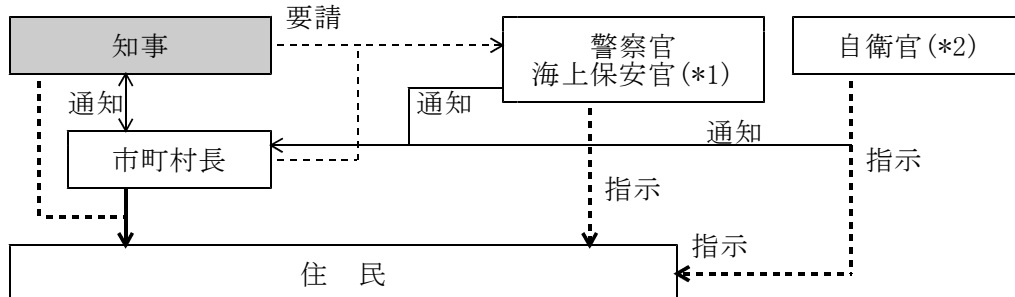 要請
知事
警察官
海上保安官(*1)
自衛官(*2)
通知
通知
通知
市町村長
指示
指示
指示
住 民